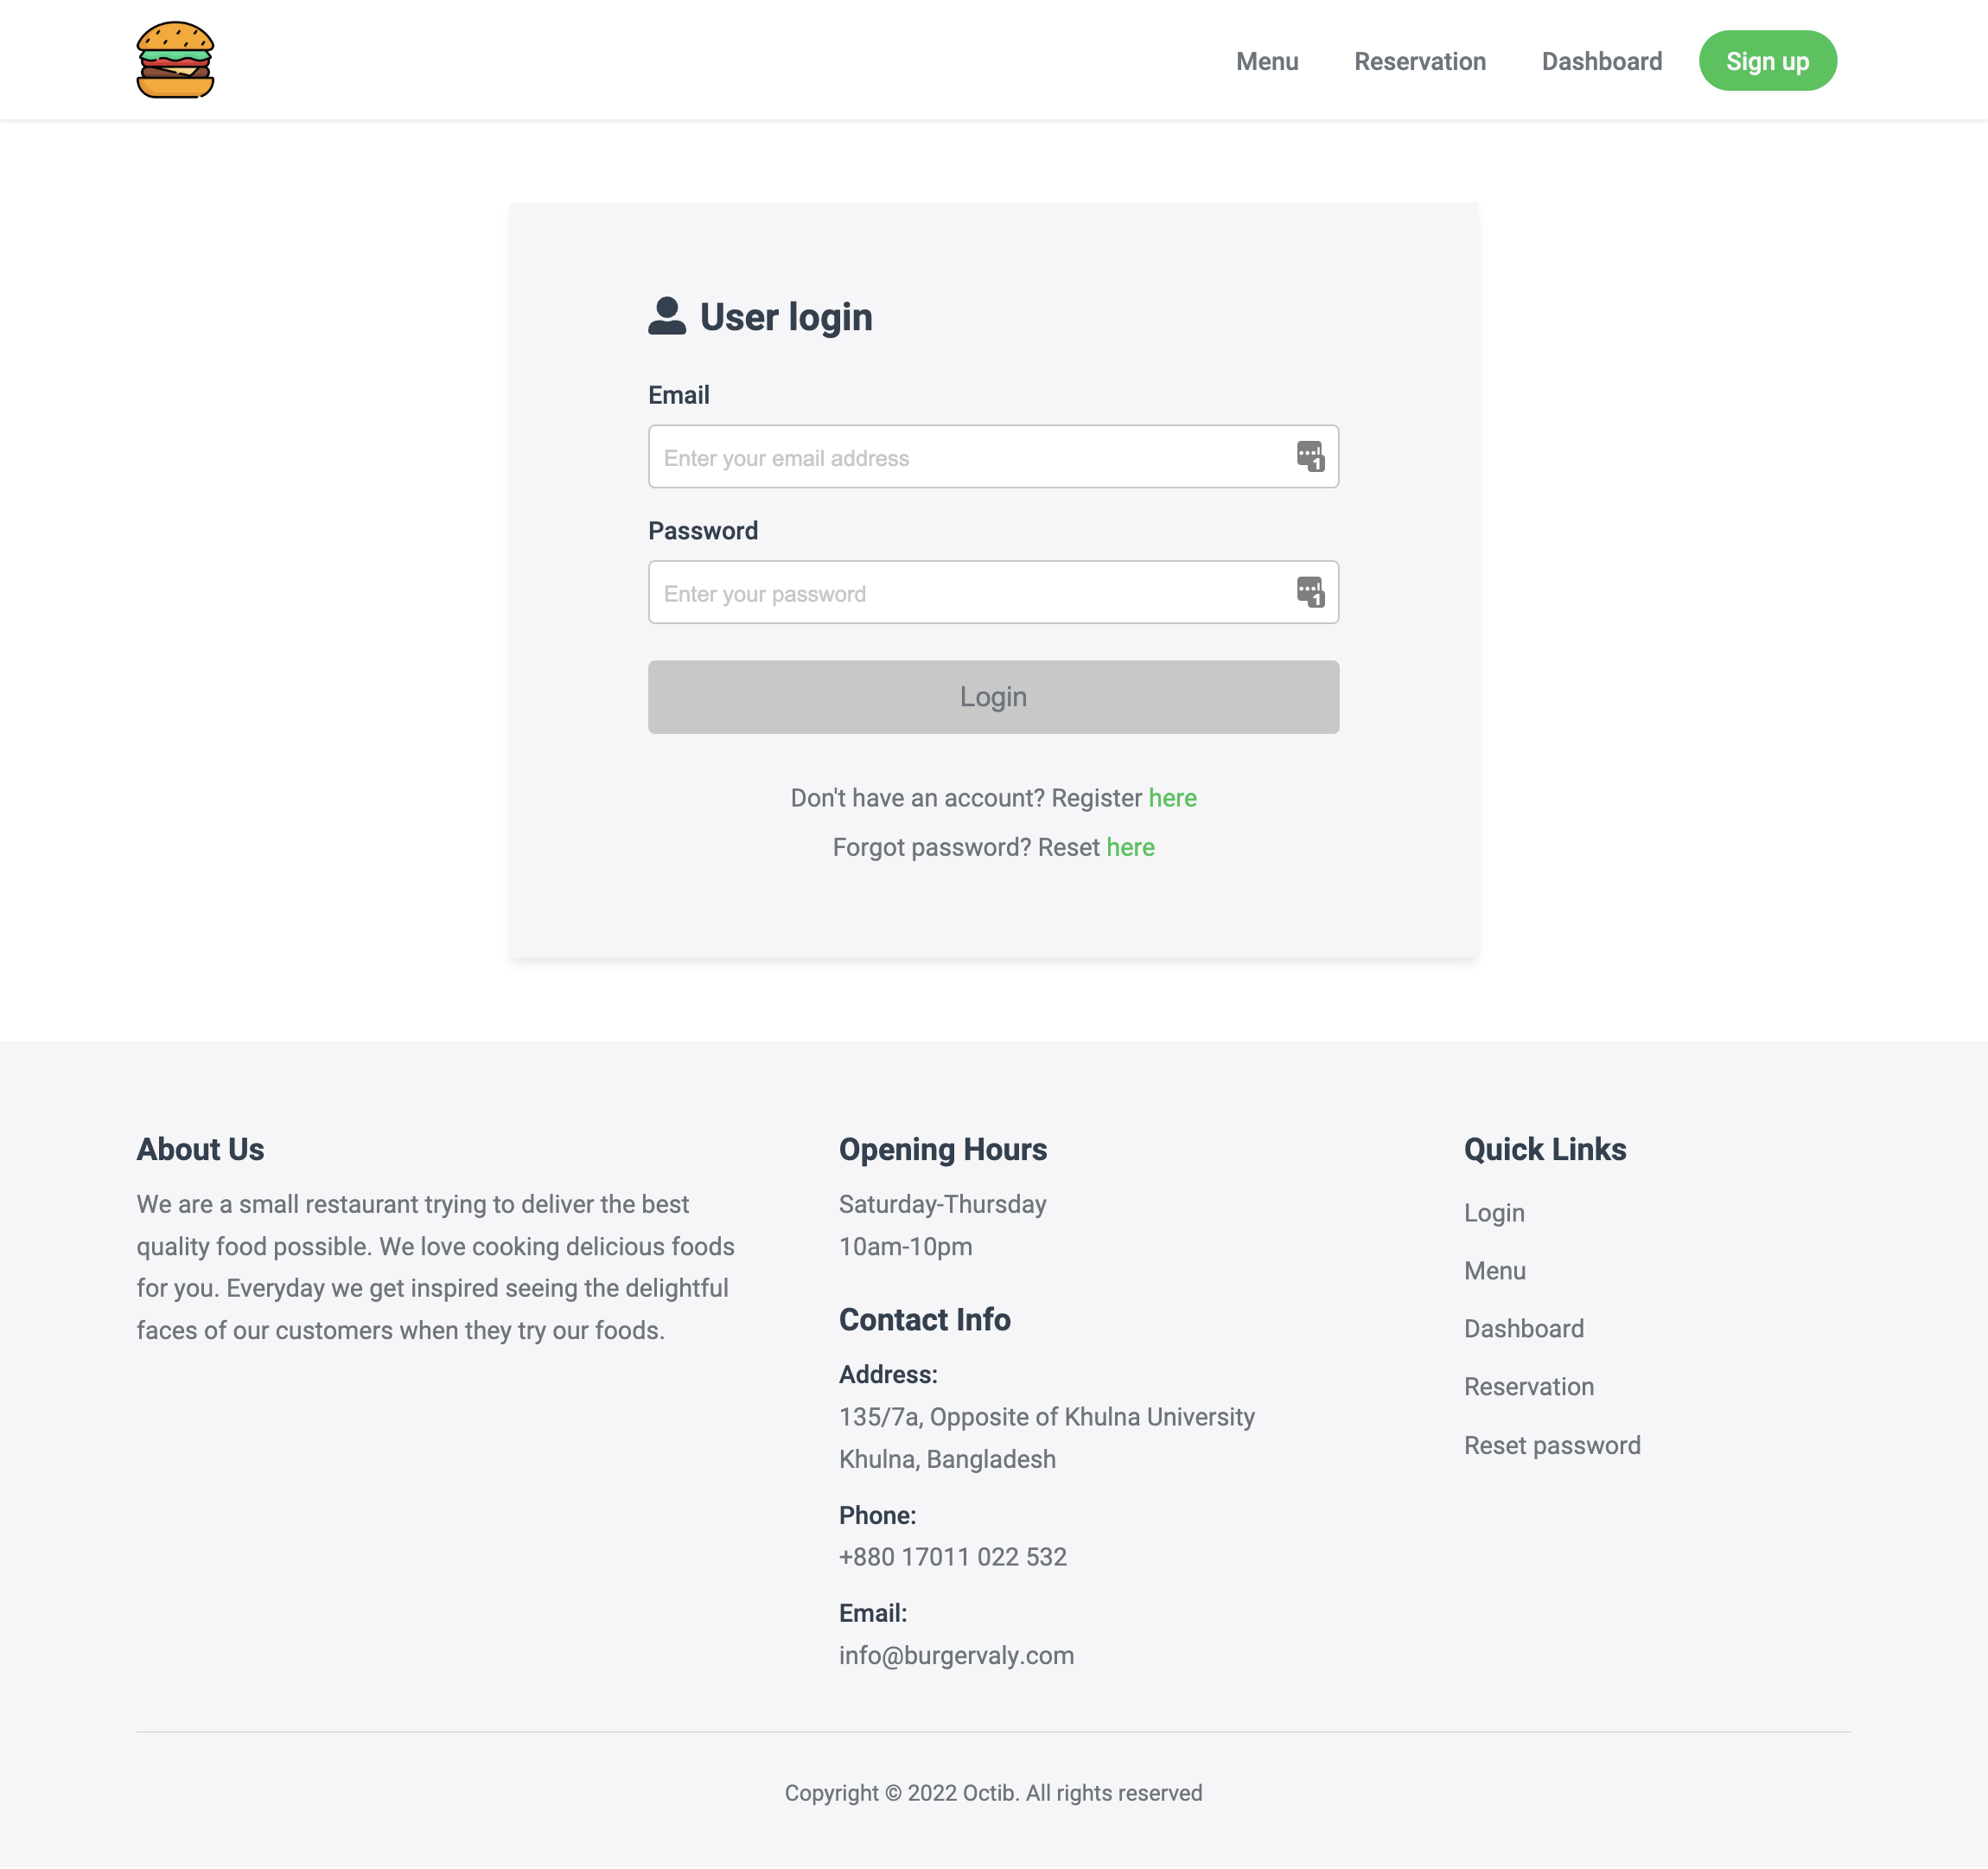 Menu
Reservation
Dashboard
Sign up
User login
Email
Enter your email address
1
Password
Enter your password
1
Login
Don't have an account? Register here
Forgot password? Reset here
About Us
We are a small restaurant trying to deliver the best
quality food possible. We love cooking delicious foods
for you. Everyday we get inspired seeing the delightful
faces of our customers when they try our foods.
Opening Hours
Saturday-Thursday
10am-10pm
Contact Info
Address:
135/7a, Opposite of Khulna University
Khulna, Bangladesh
Phone:
+880 17011 022 532
Email:
info@burgervaly.com
Quick Links
Login
Menu
Dashboard
Reservation
Reset password
Copyright © 2022 Octib. All rights reserved